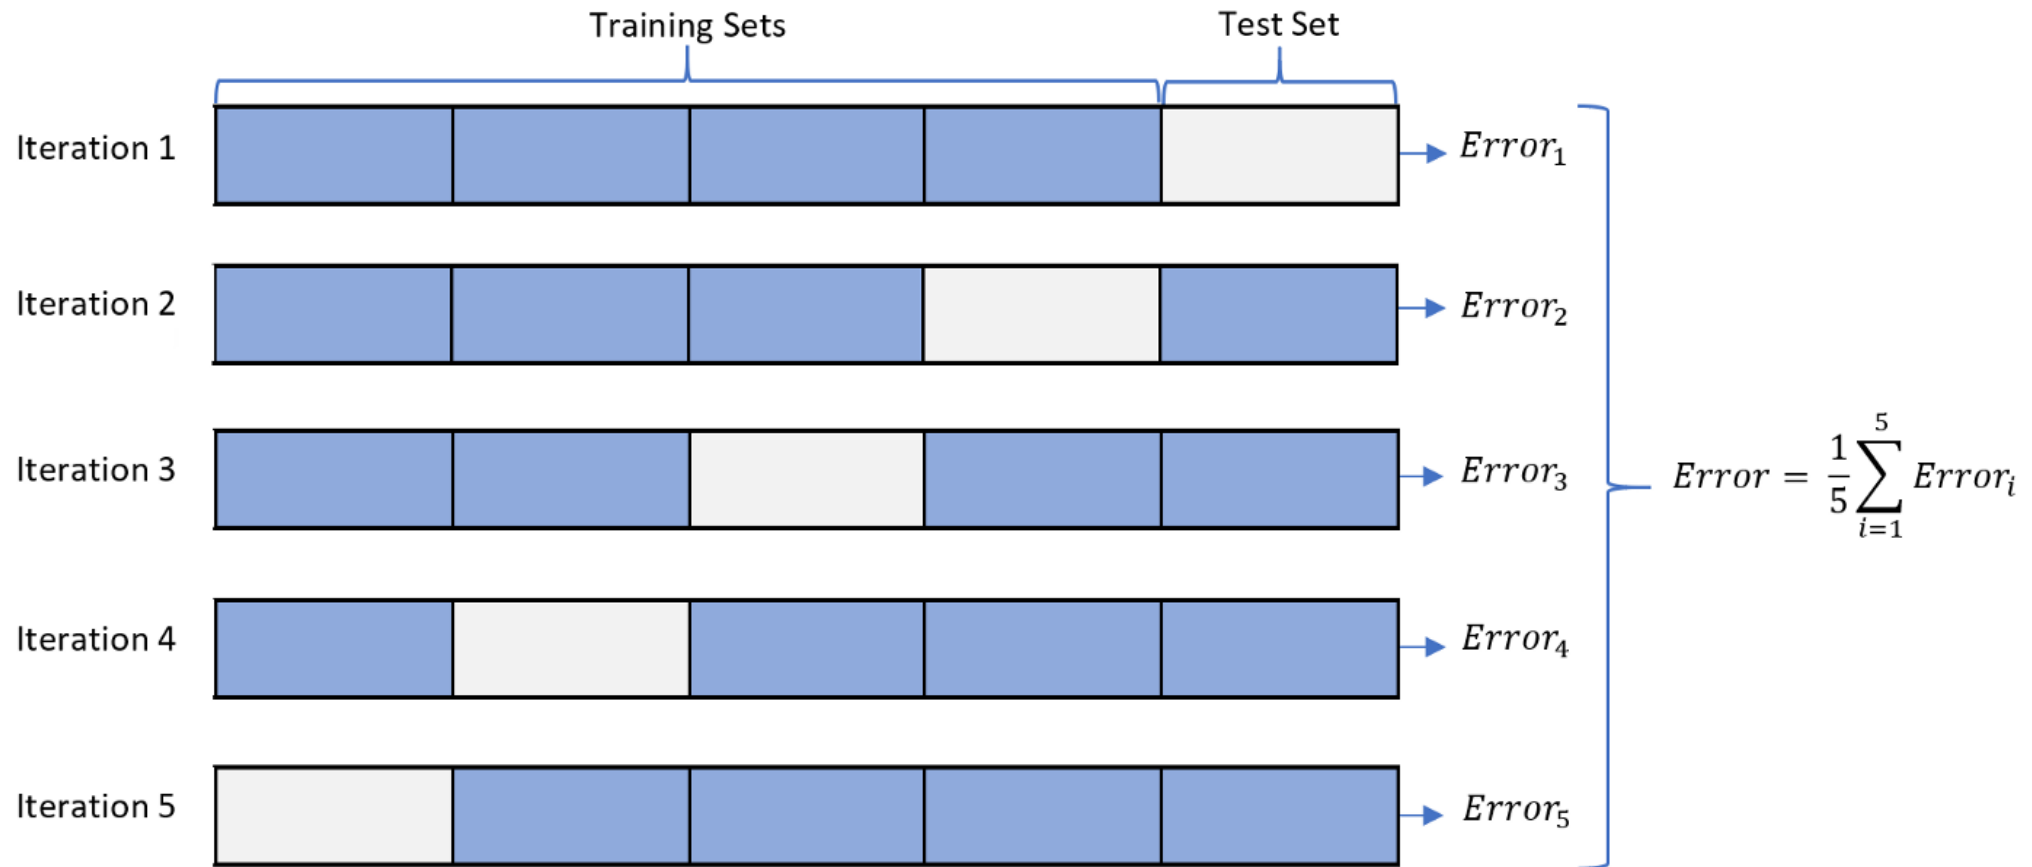 Training Sets
Test Set
Iteration 1
Error₁
Iteration 2
Error₂
Iteration 3
Error₃
Error = 1/5 ∑_{i=1}^{5} Errorᵢ
Iteration 4
Error₄
Iteration 5
Error₅